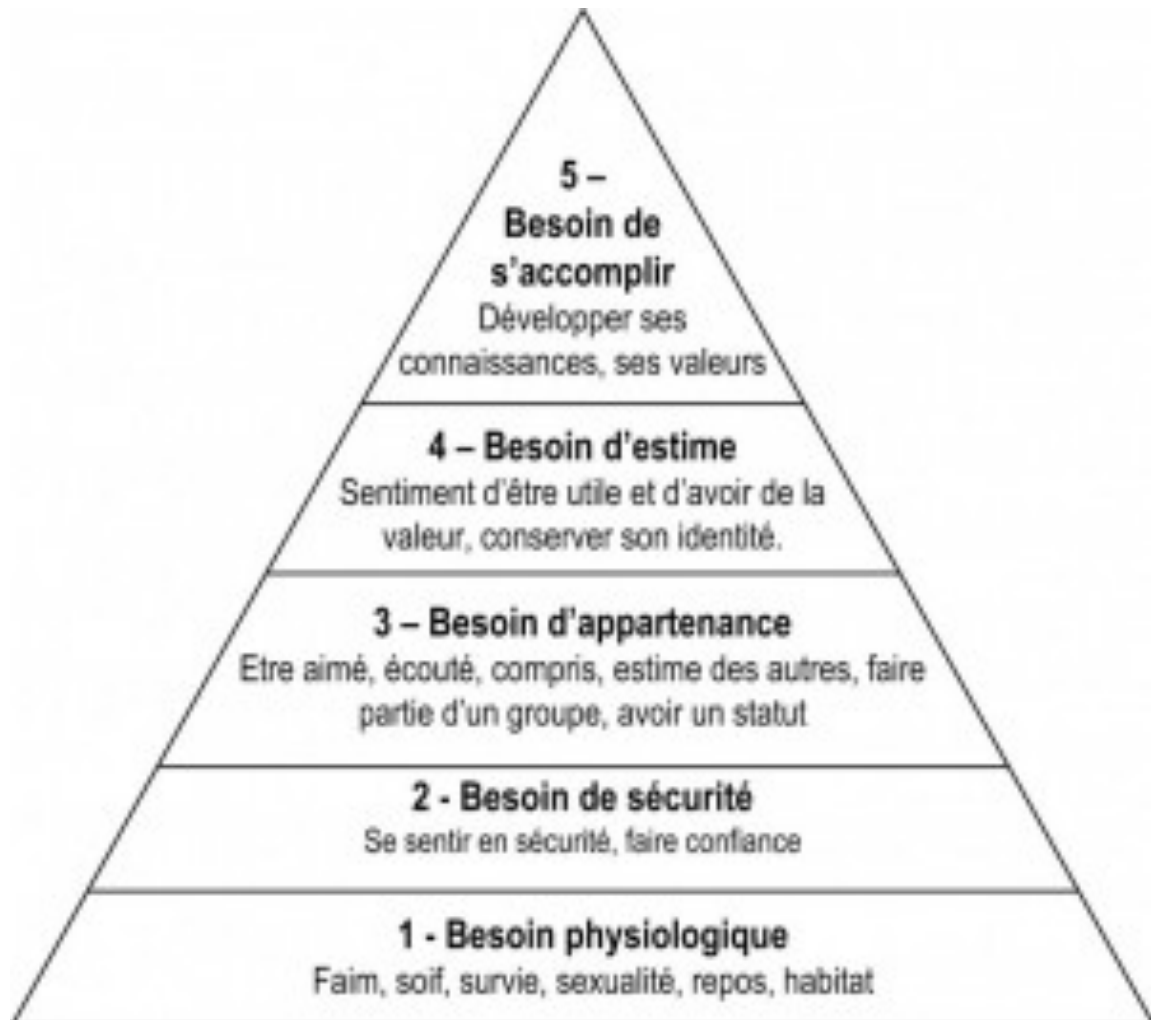 5 –
Besoin de
s’accomplir
Développer ses
connaissances, ses valeurs
4 – Besoin d’estime
Sentiment d’être utile et d’avoir de la
valeur, conserver son identité.
3 – Besoin d’appartenance
Etre aimé, écouté, compris, estime des autres, faire
partie d’un groupe, avoir un statut
2 - Besoin de sécurité
Se sentir en sécurité, faire confiance
1 - Besoin physiologique
Faim, soif, survie, sexualité, repos, habitat